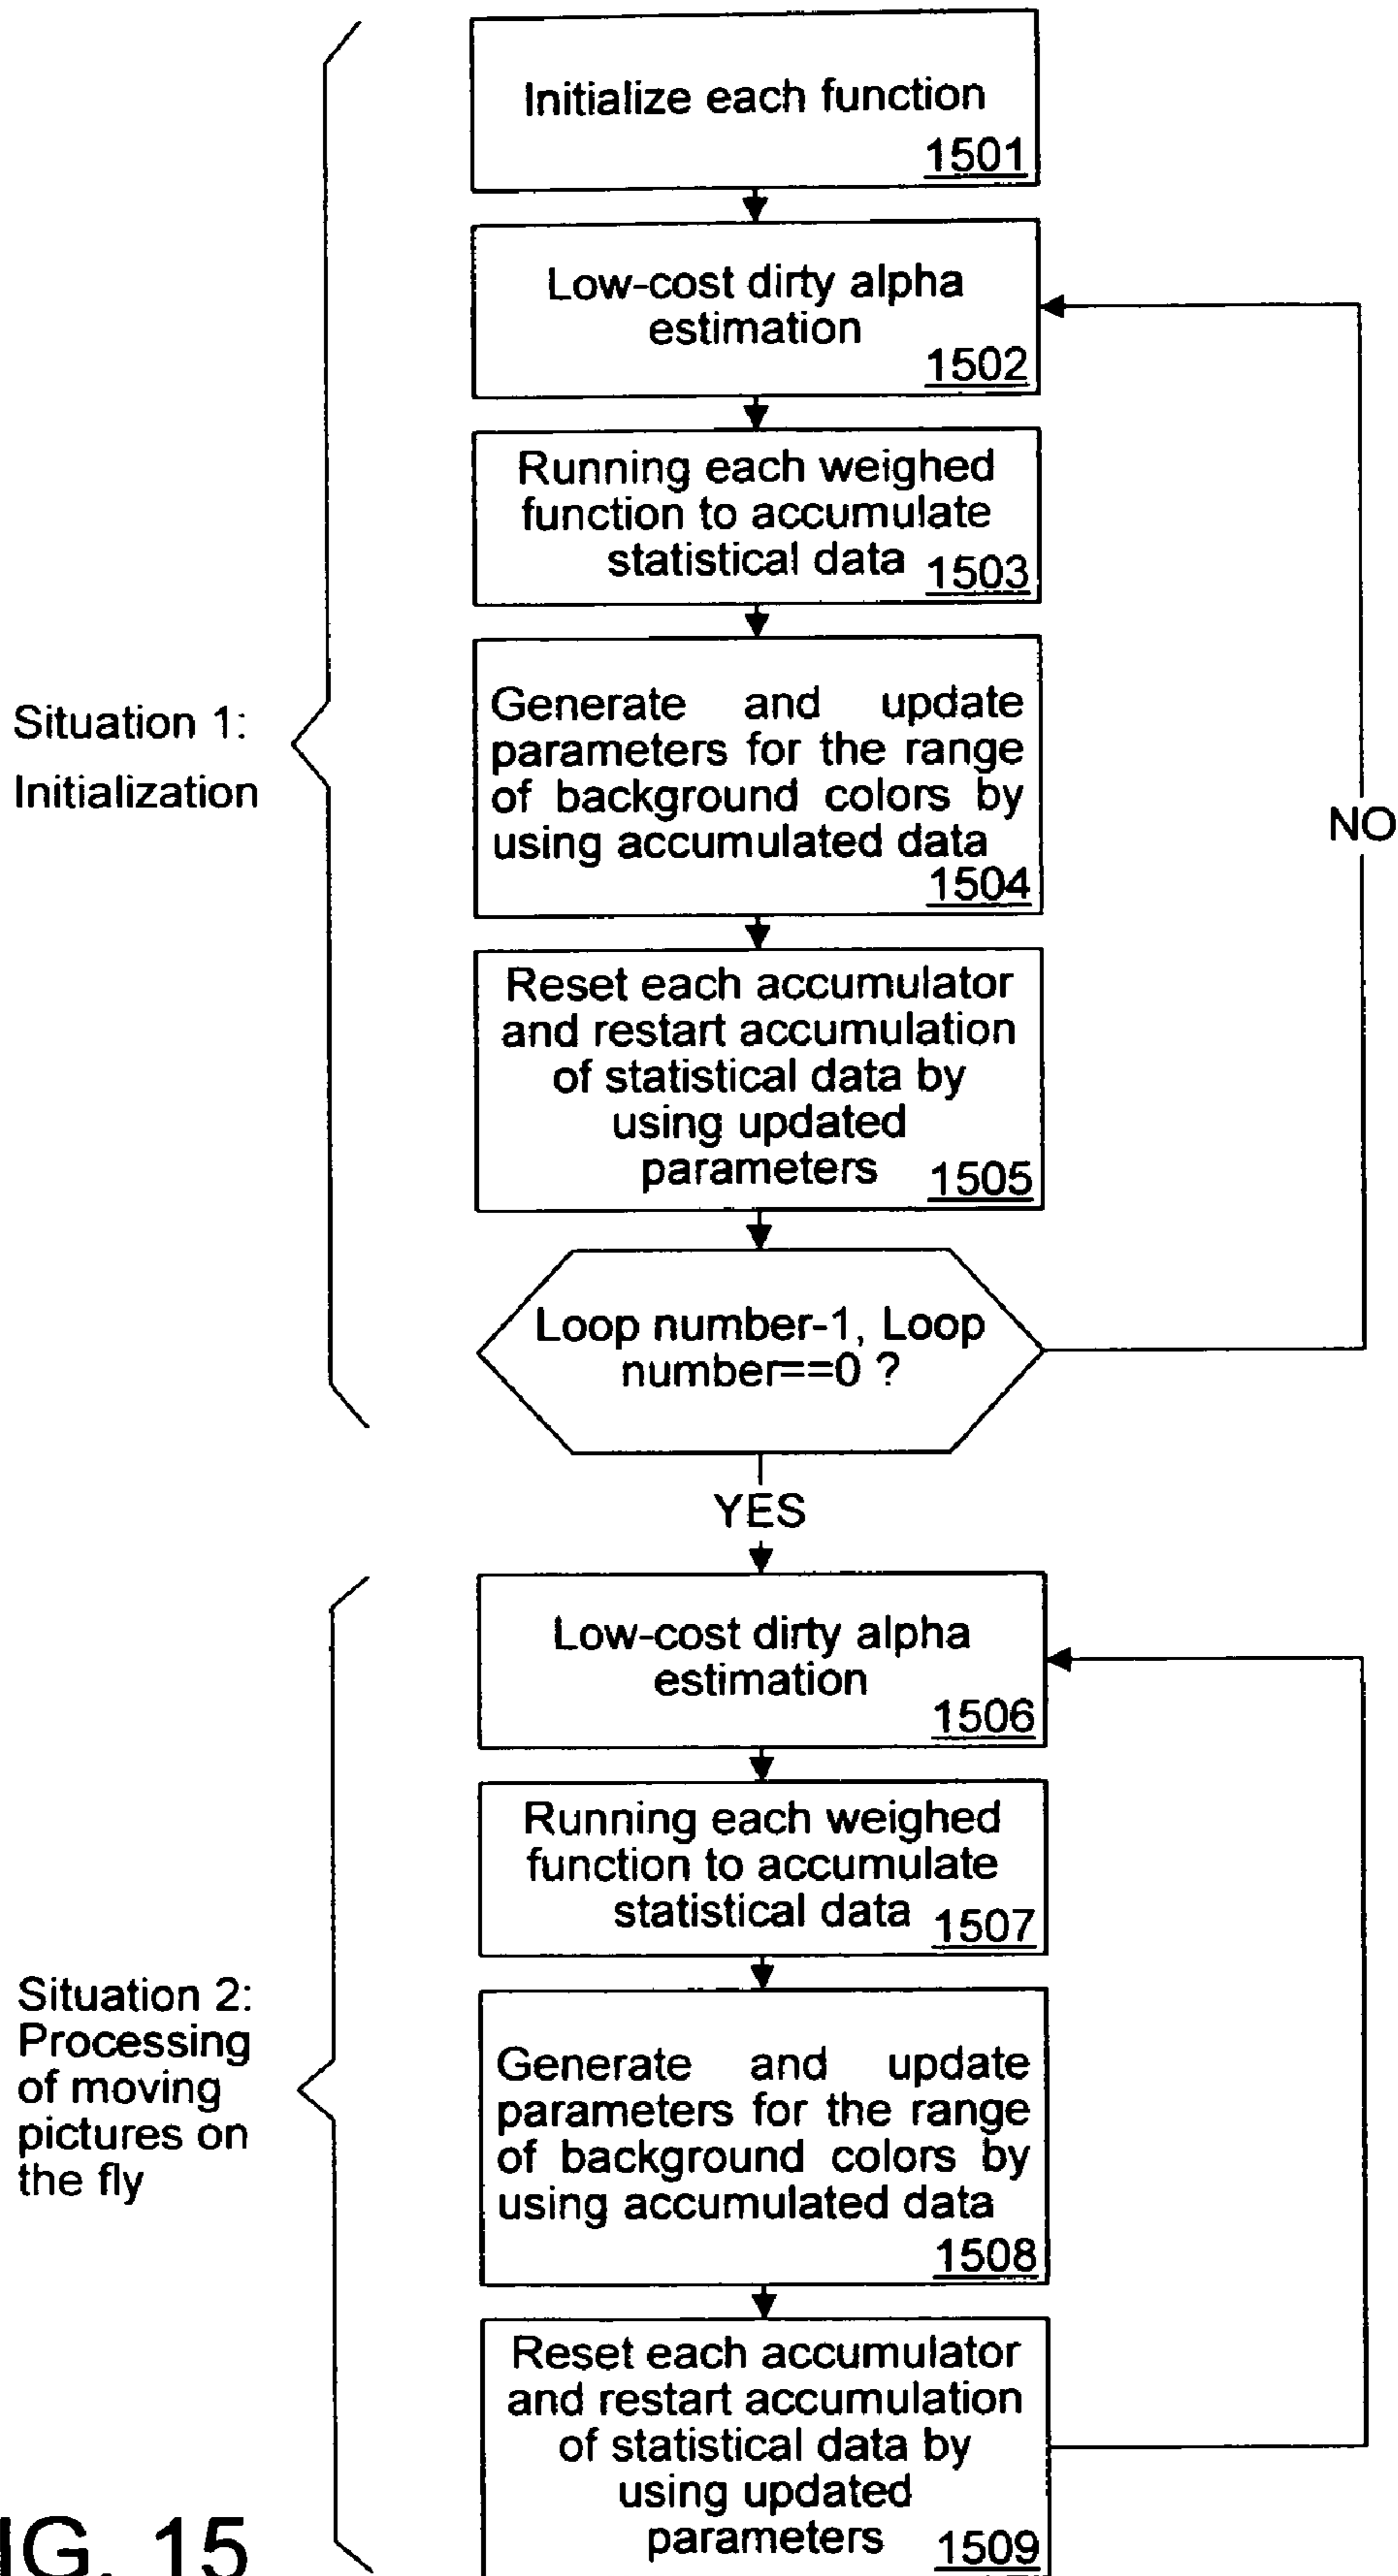 Initialize each function
1501
Low-cost dirty alpha
estimation
1502
Running each weighed
function to accumulate
statistical data 1503
Situation 1:
Initialization
Generate and update
parameters for the range
of background colors by
using accumulated data
1504
NO
Reset each accumulator
and restart accumulation
of statistical data by
using updated
parameters 1505
Loop number-1, Loop
number==0 ?
YES
Low-cost dirty alpha
estimation
1506
Running each weighed
function to accumulate
statistical data 1507
Situation 2:
Processing
of moving
pictures on
the fly
Generate and update
parameters for the range
of background colors by
using accumulated data
1508
Reset each accumulator
and restart accumulation
of statistical data by
using updated
parameters 1509
IG. 15